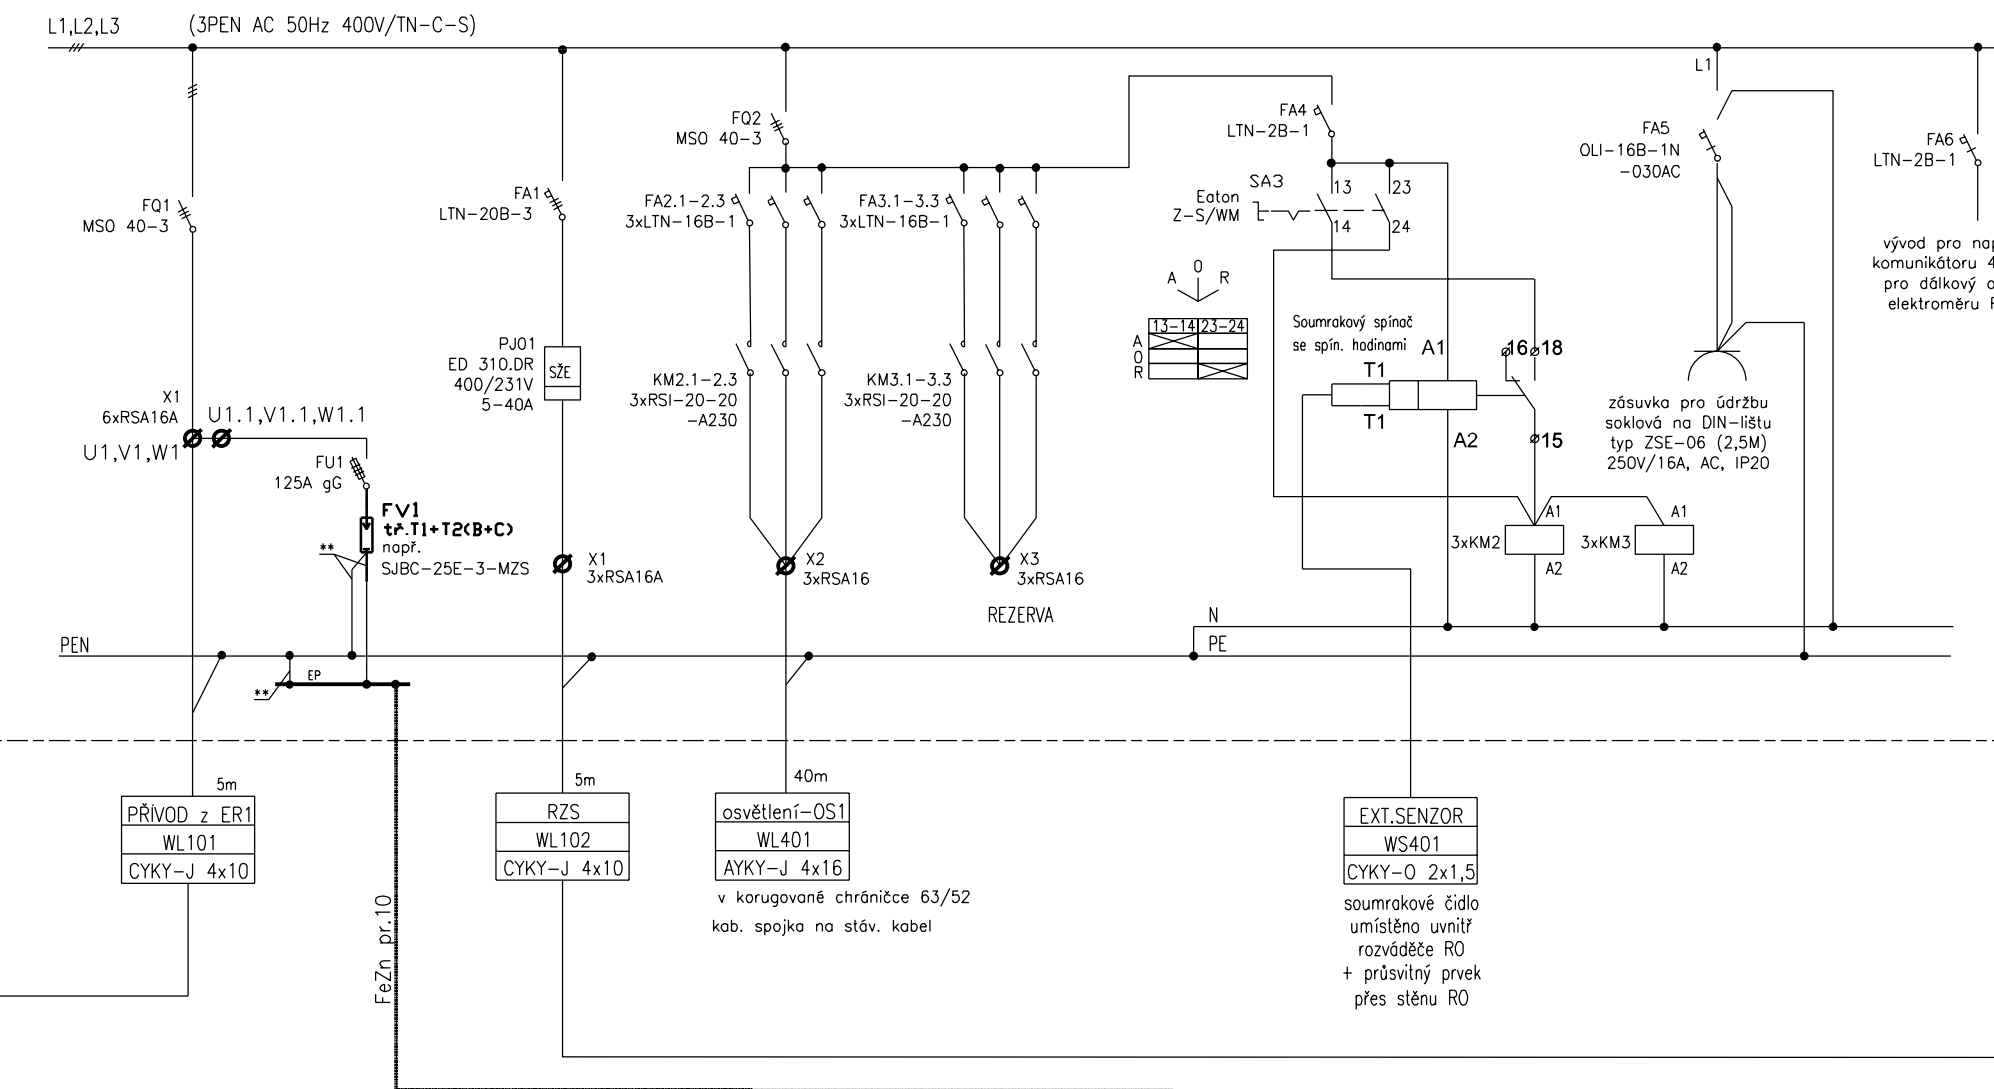 L1,L2,L3
(3PEN AC 50Hz 400V/TN-C-S)
FQ1
MSO 40-3
X1
6xRSA16A
U1.1,V1.1,W1.1
U1,V1,W1
FU1
125A gG
FV1
tř.T1+T2(B+C)
např.
SJBC-25E-3-MZS
**
PEN
EP
**
5m
PŘÍVOD z ER1
WL101
CYKY-J 4x10
FeZn pr.10
FA1
LTN-20B-3
PJ01
ED 310.DR
400/231V
5-40A
SŽE
X1
3xRSA16A
5m
RZS
WL102
CYKY-J 4x10
FQ2
MSO 40-3
FA2.1-2.3
3xLTN-16B-1
KM2.1-2.3
3xRSI-20-20
-A230
X2
3xRSA16
40m
osvětlení-OS1
WL401
AYKY-J 4x16
v korugované chráničce 63/52
kab. spojka na stáv. kabel
FA3.1-3.3
3xLTN-16B-1
KM3.1-3.3
3xRSI-20-20
-A230
X3
3xRSA16
REZERVA
FA4
LTN-2B-1
SA3
Eaton
Z-S/WM
13
23
14
24
0
A
R
13-14
23-24
A
0
R
Soumrakový spínač
se spín. hodinami
A1
T1
T1
A2
16
18
15
3xKM2
A1
A2
3xKM3
A1
A2
N
PE
EXT.SENZOR
WS401
CYKY-O 2x1,5
soumrakové čidlo
umístěno uvnitř
rozváděče RO
+ průsvitný prvek
přes stěnu RO
L1
FA5
OLI-16B-1N
-030AC
zásuvka pro údržbu
soklová na DIN-lištu
typ ZSE-06 (2,5M)
250V/16A, AC, IP20
FA6
LTN-2B-1
vývod pro
komunikátoru 4
pro dálkový
elektroměru